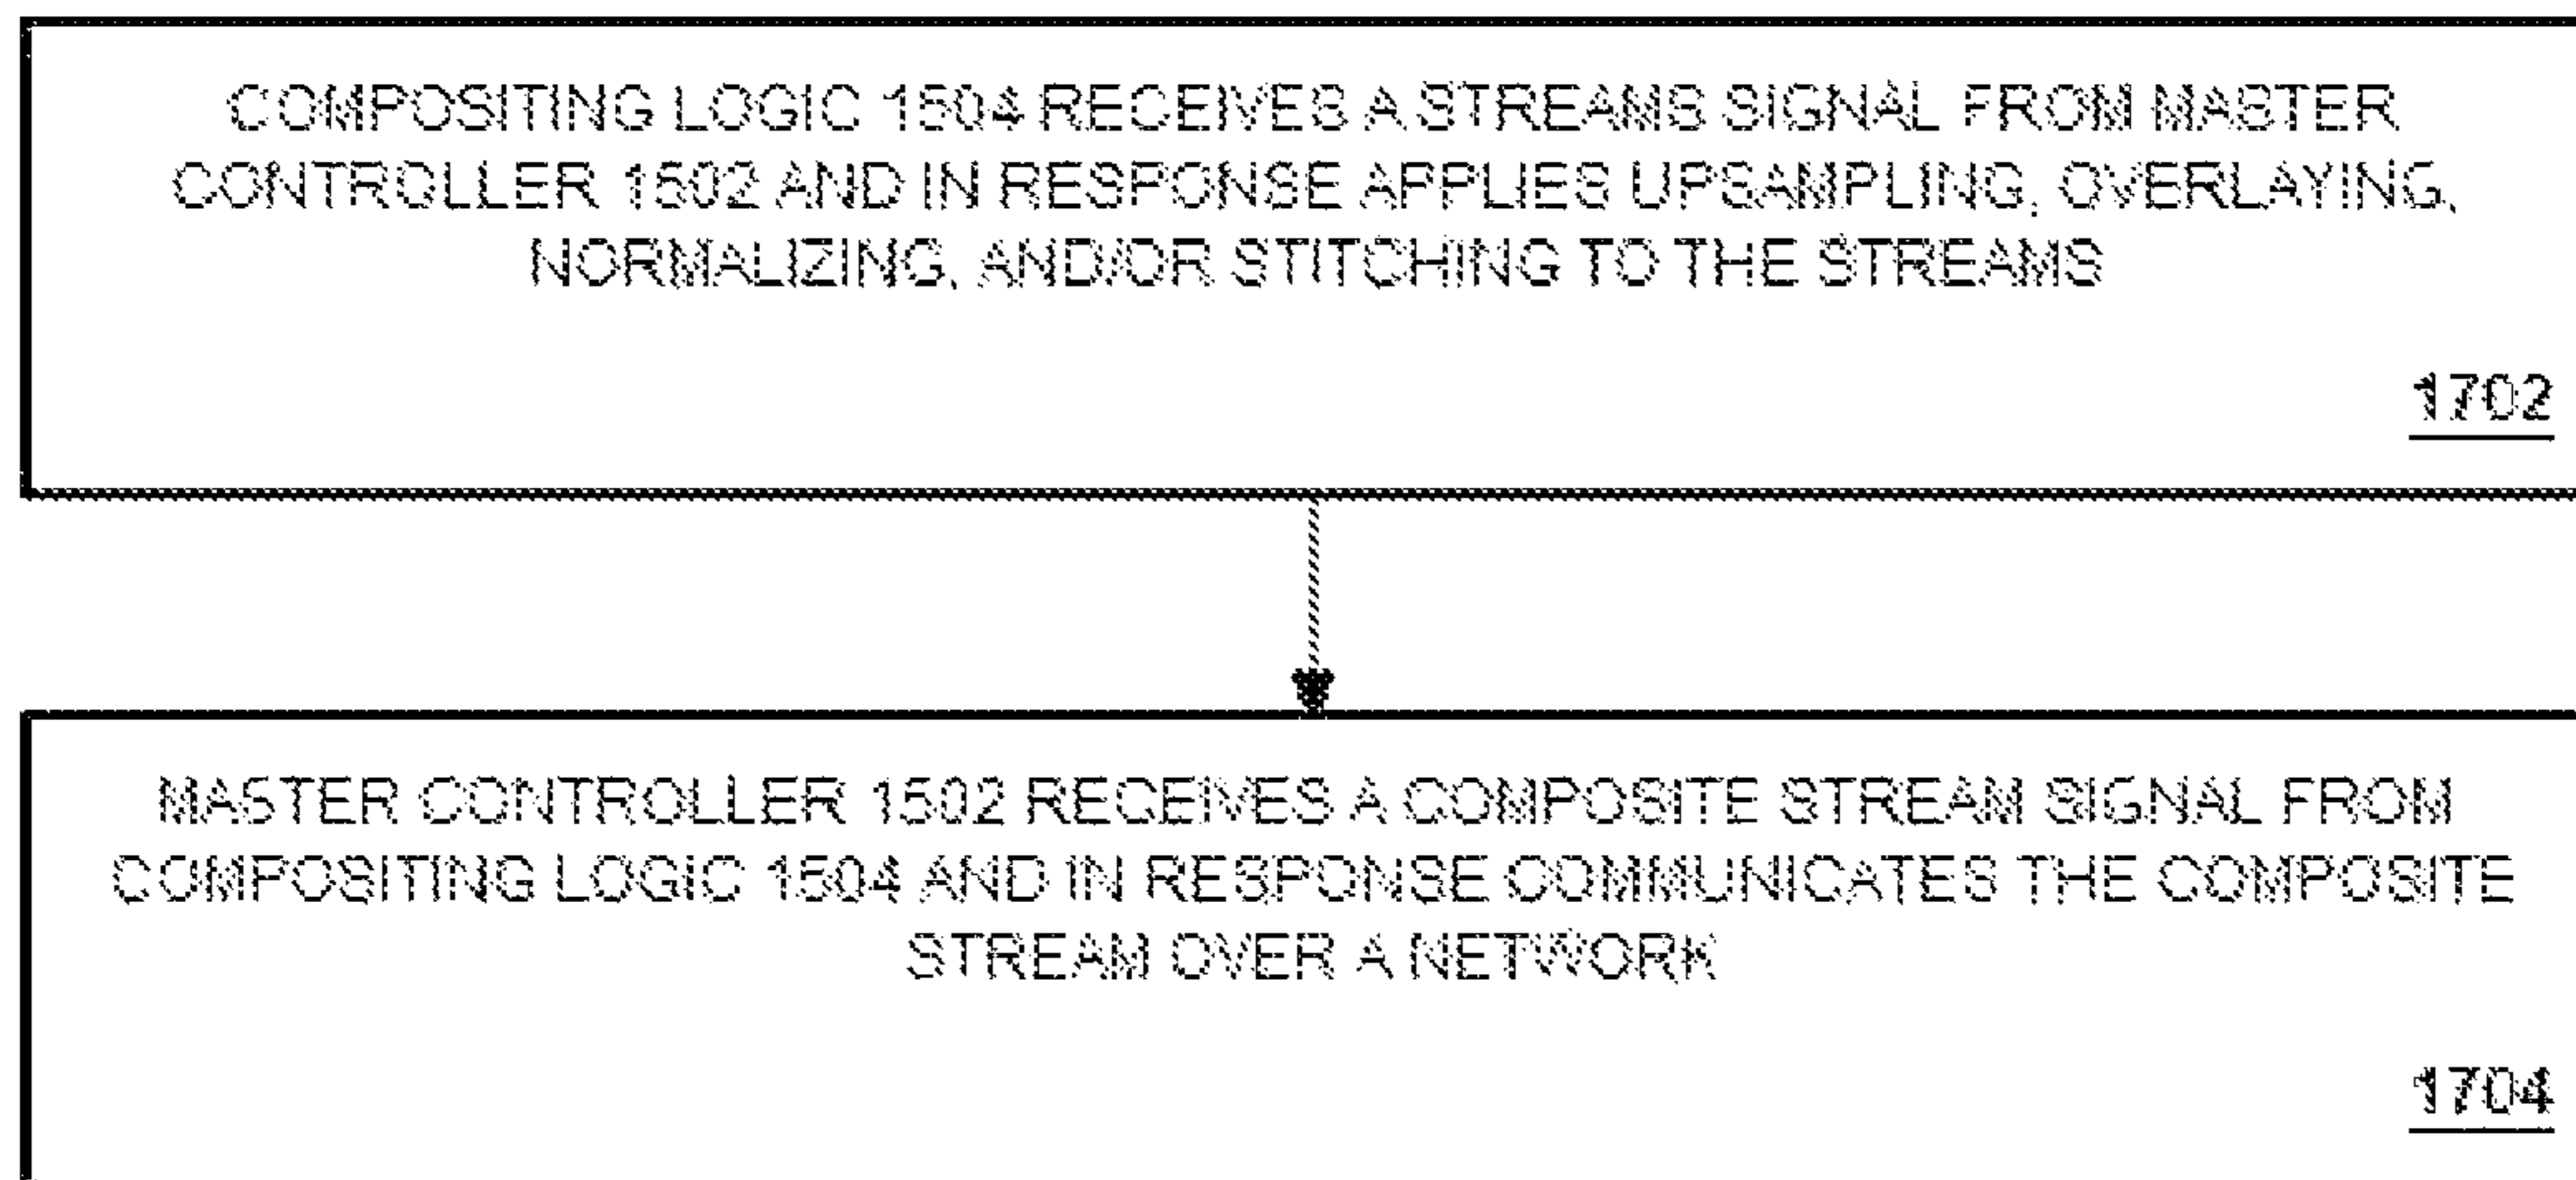 COMPOSITING LOGIC 1504 RECEIVES A STREAMS SIGNAL FROM MASTER
CONTROLLER 1502 AND IN RESPONSE APPLIES UPSAMPLING, OVERLAYING,
NORMALIZING, AND/OR STITCHING TO THE STREAMS
1702
MASTER CONTROLLER 1502 RECEIVES A COMPOSITE STREAM SIGNAL FROM
COMPOSITING LOGIC 1504 AND IN RESPONSE COMMUNICATES THE COMPOSITE
STREAM OVER A NETWORK
1704